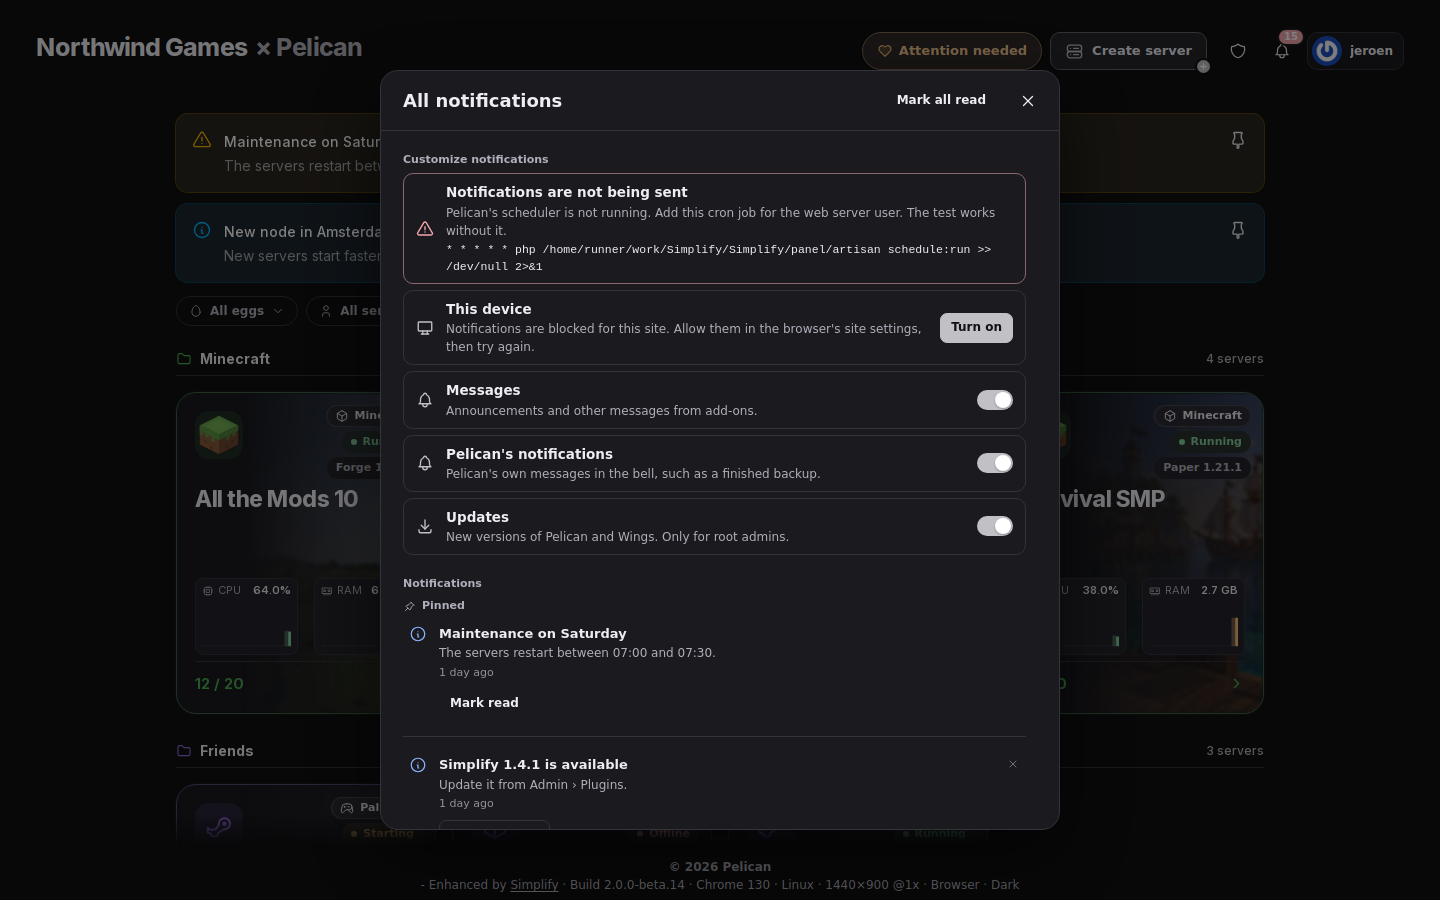 Northwind Games × Pelican
Attention needed
Create server
15
jeroen
All notifications
Mark all read
Maintenance on Satur
The servers restart betw
New node in Amsterda
New servers start faster
All eggs
All ser
Customize notifications
Notifications are not being sent
Pelican's scheduler is not running. Add this cron job for the web server user. The test works
without it.
* * * * * php /home/runner/work/Simplify/Simplify/panel/artisan schedule:run >>
/dev/null 2>&1
This device
Notifications are blocked for this site. Allow them in the browser's site settings,
then try again.
Turn on
Messages
Announcements and other messages from add-ons.
Pelican's notifications
Pelican's own messages in the bell, such as a finished backup.
Updates
New versions of Pelican and Wings. Only for root admins.
Notifications
Pinned
Maintenance on Saturday
The servers restart between 07:00 and 07:30.
1 day ago
Mark read
Simplify 1.4.1 is available
Update it from Admin › Plugins.
1 day ago
Minecraft
4 servers
Mine
Ru
Forge 1
All the Mods 10
CPU 64.0%
RAM 6
12 / 20
Minecraft
Running
Paper 1.21.1
vival SMP
U 38.0%
RAM 2.7 GB
0
Friends
3 servers
Pal
Starting
Offline
Running
© 2026 Pelican
- Enhanced by Simplify · Build 2.0.0-beta.14 · Chrome 130 · Linux · 1440×900 @1x · Browser · Dark